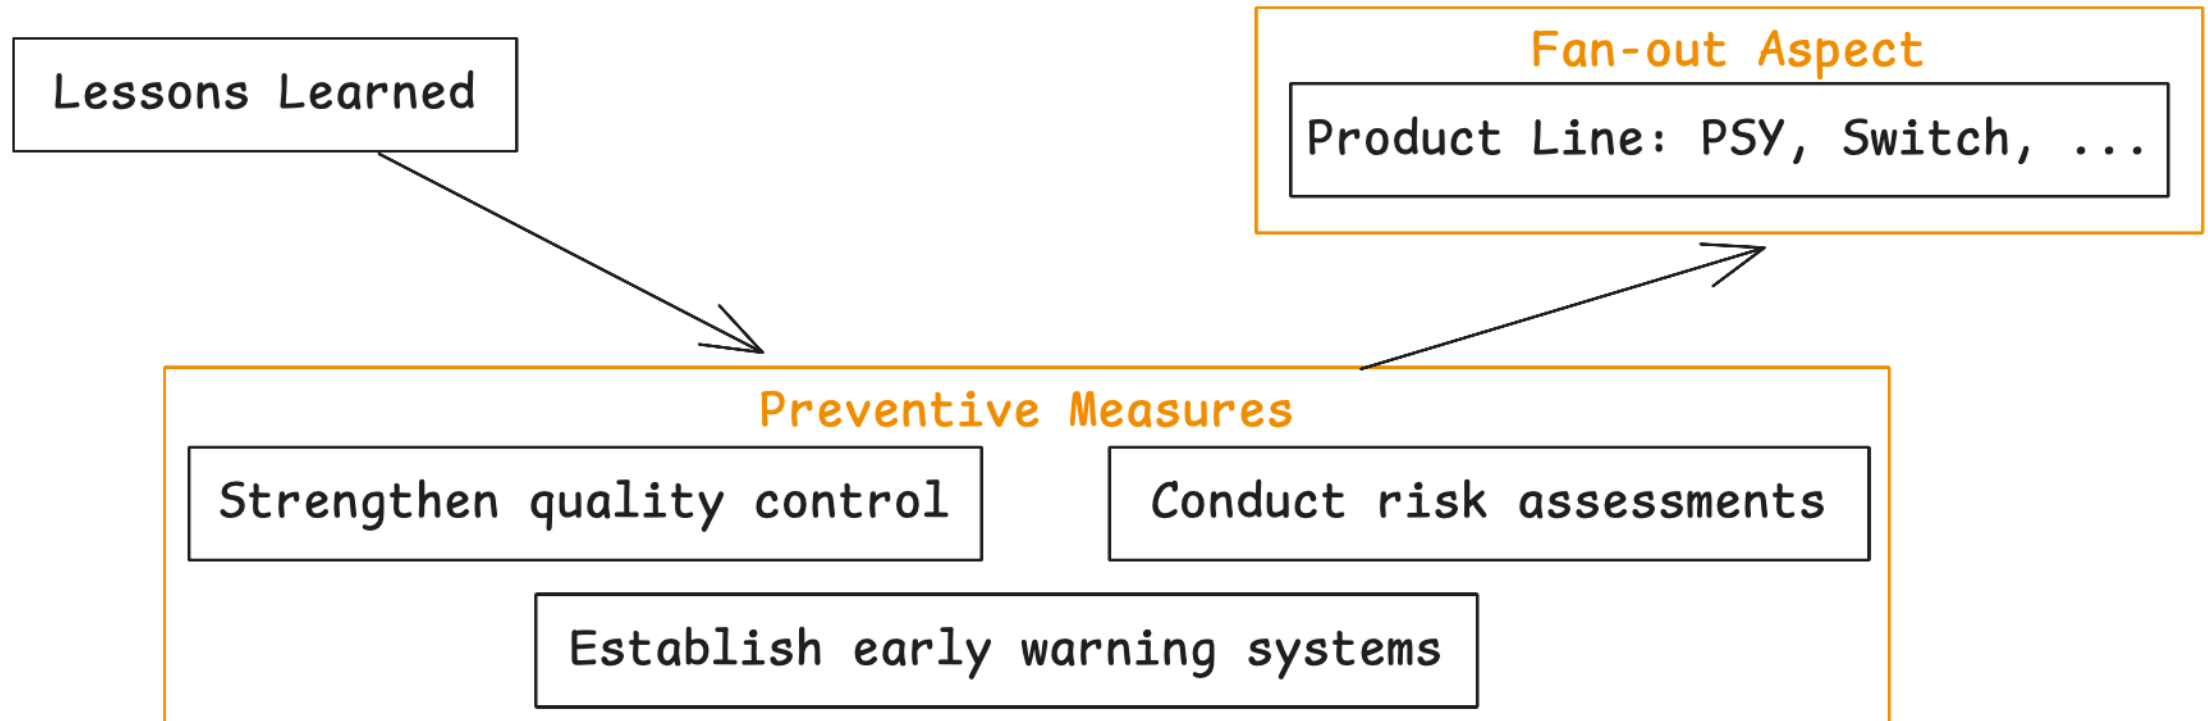 Lessons Learned
Fan-out Aspect
Product Line: PSY, Switch, ...
Preventive Measures
Strengthen quality control
Conduct risk assessments
Establish early warning systems